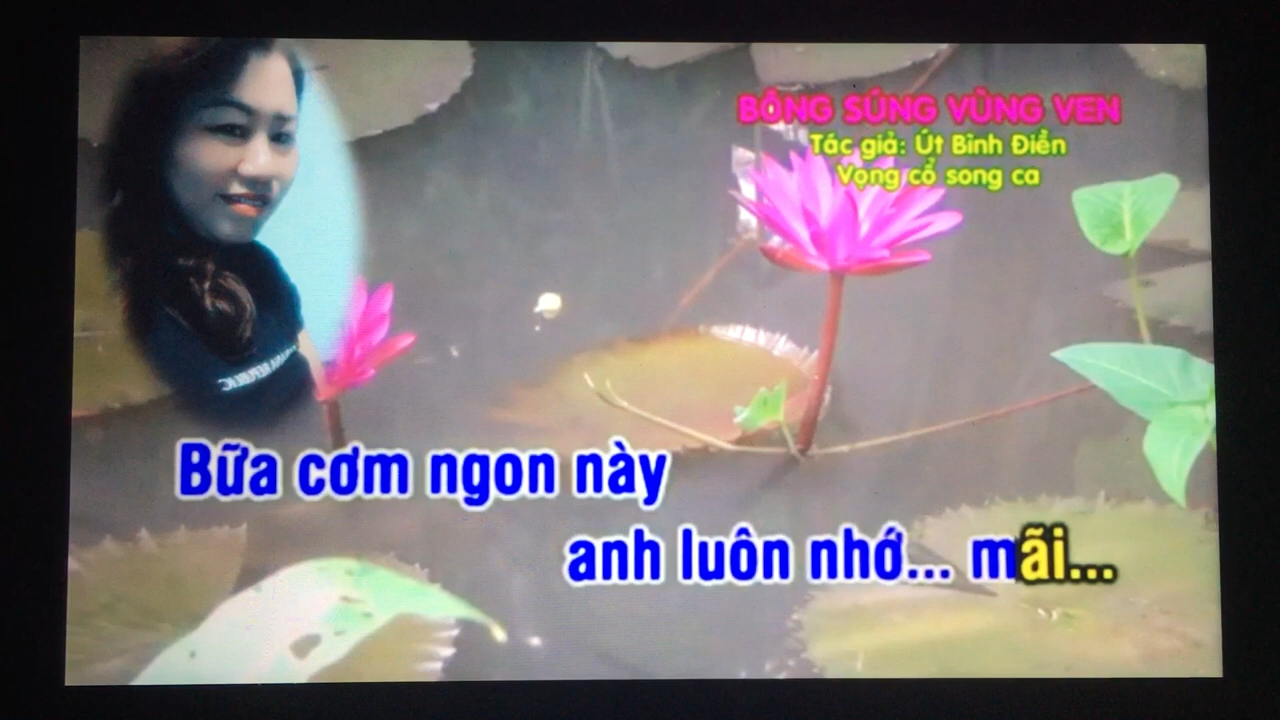 BÔNG SÚNG VÙNG VEN
Tác giả: Út Bình Điền
Vọng cổ song ca
Bữa cơm ngon này
anh luôn nhớ... mãi...